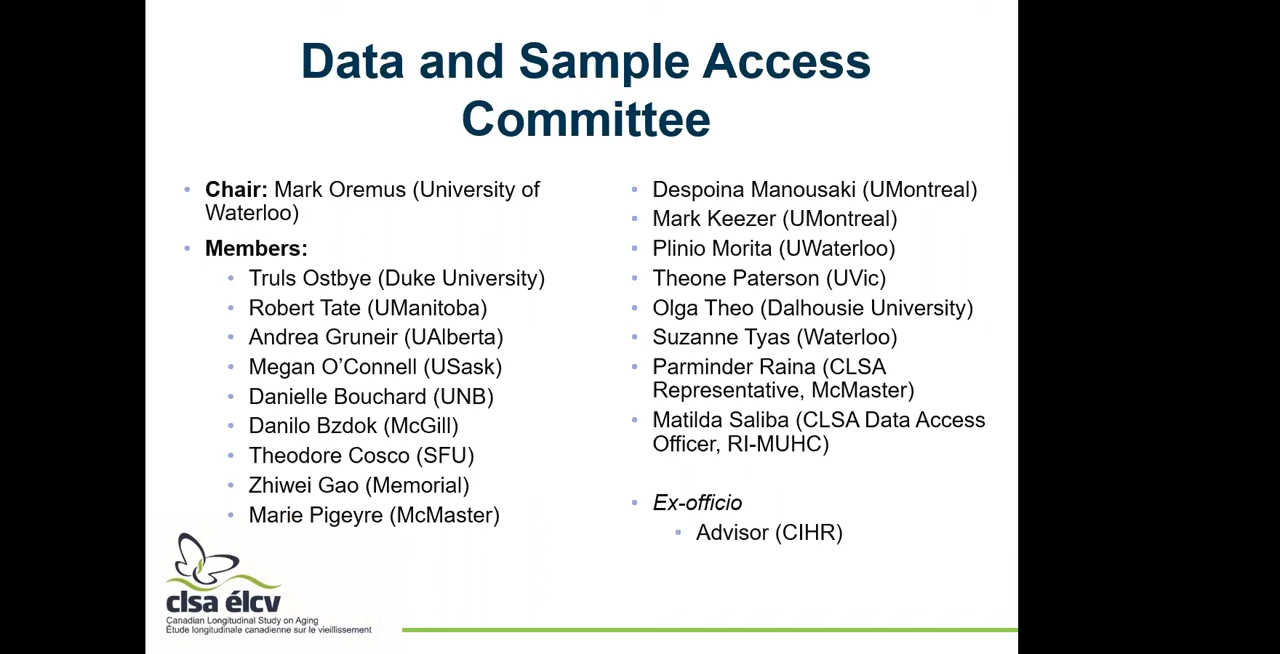 Data and Sample Access
Committee
Chair: Mark Oremus (University of
Waterloo)
Members:
Truls Ostbye (Duke University)
Robert Tate (UManitoba)
Andrea Gruneir (UAlberta)
Megan O’Connell (USask)
Danielle Bouchard (UNB)
Danilo Bzdok (McGill)
Theodore Cosco (SFU)
Zhiwei Gao (Memorial)
Marie Pigeyre (McMaster)
Despoina Manousaki (UMontreal)
Mark Keezer (UMontreal)
Plinio Morita (UWaterloo)
Theone Paterson (UVic)
Olga Theo (Dalhousie University)
Suzanne Tyas (Waterloo)
Parminder Raina (CLSA
Representative, McMaster)
Matilda Saliba (CLSA Data Access
Officer, RI-MUHC)
Ex-officio
Advisor (CIHR)
clsa élcv
Canadian Longitudinal Study on Aging
Étude longitudinale canadienne sur le vieillissement